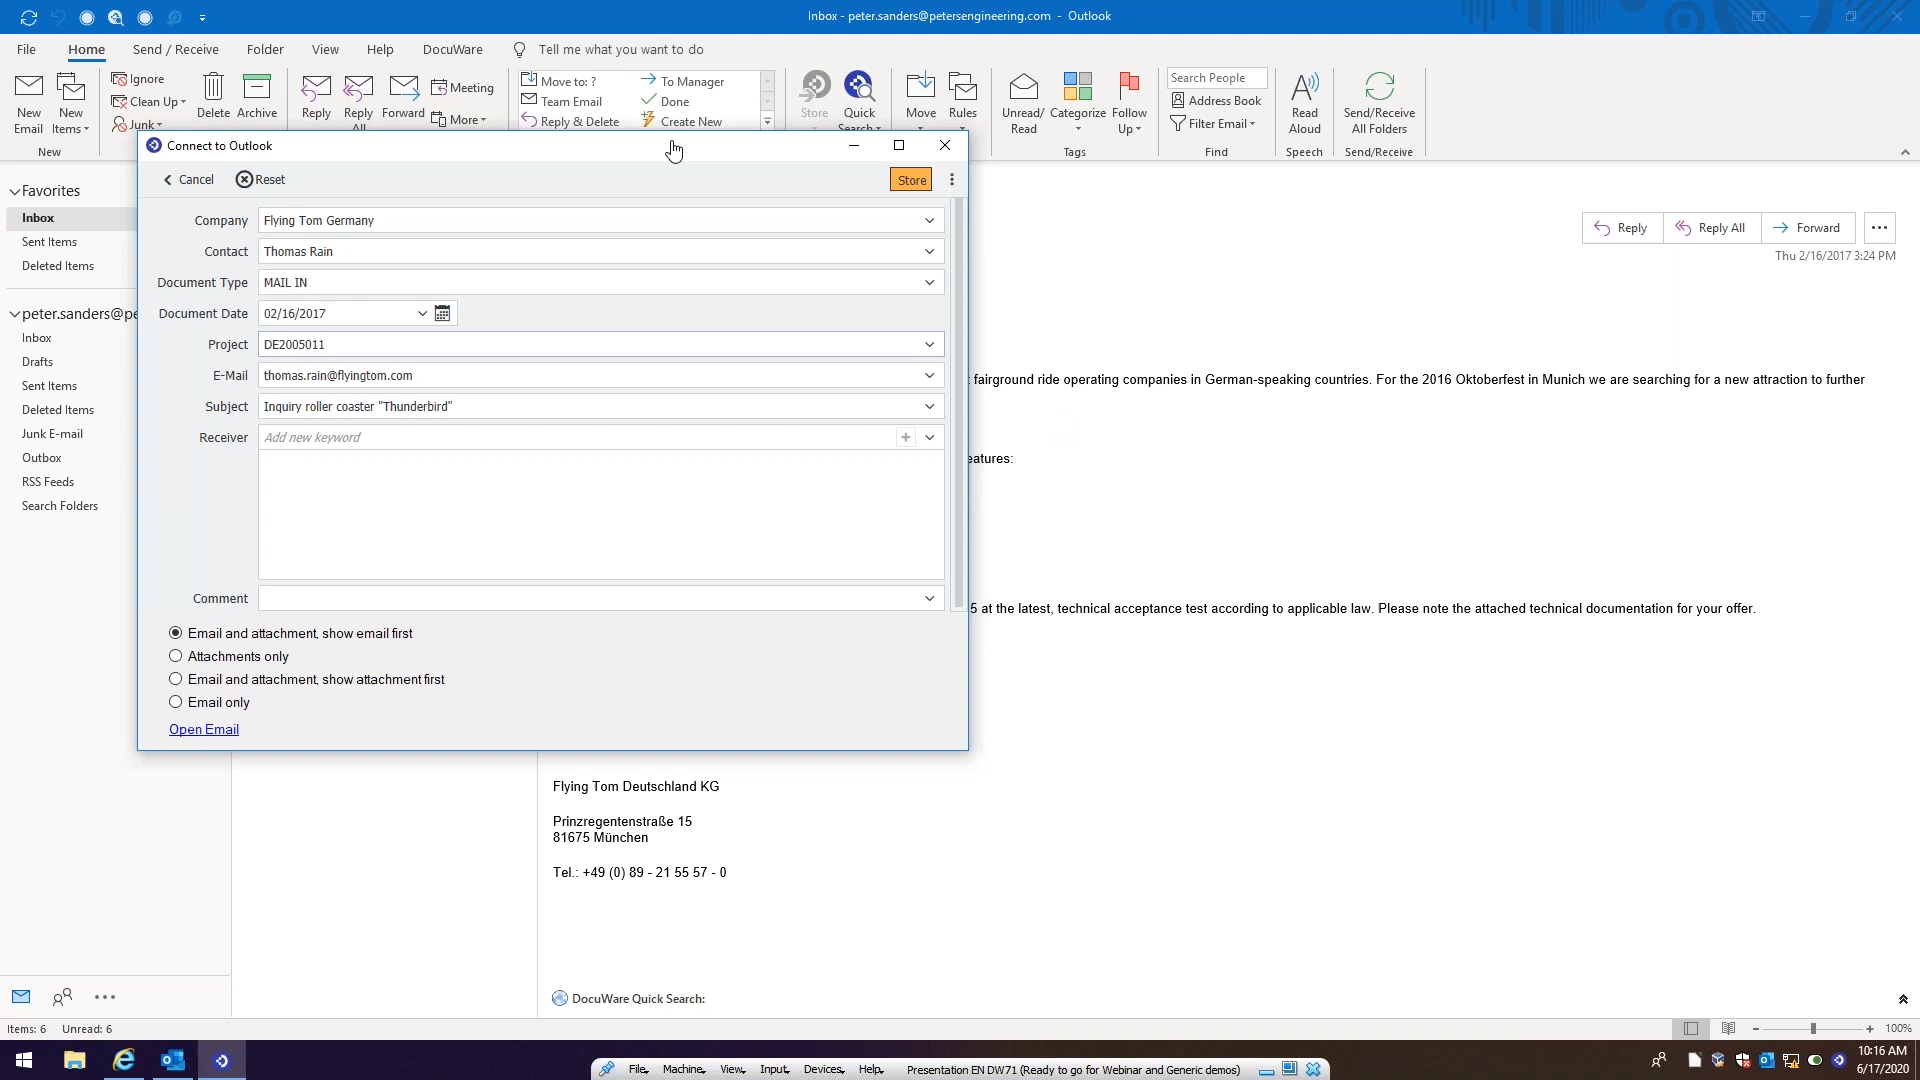 Inbox - peter.sanders@petersengineering.com - Outlook
File Home Send / Receive Folder View Help DocuWare Tell me what you want to do
New Email
New Items
New
Ignore
Clean Up
Junk
Delete
Archive
Reply
Reply All
Forward
Meeting
More
Move to: ?
Team Email
Reply & Delete
To Manager
Done
Create New
Store
Quick Search
Move
Rules
Unread/ Read
Categorize
Follow Up
Tags
Search People
Address Book
Filter Email
Find
Read Aloud
Speech
Send/Receive All Folders
Send/Receive
Connect to Outlook
Cancel Reset Store
Company Flying Tom Germany
Contact Thomas Rain
Document Type MAIL IN
Document Date 02/16/2017
Project DE2005011
E-Mail thomas.rain@flyingtom.com
Subject Inquiry roller coaster "Thunderbird"
Receiver Add new keyword
Comment
Email and attachment, show email first
Attachments only
Email and attachment, show attachment first
Email only
Open Email
Favorites
Inbox
Sent Items
Deleted Items
peter.sanders@pe
Inbox
Drafts
Sent Items
Deleted Items
Junk E-mail
Outbox
RSS Feeds
Search Folders
Reply Reply All Forward
Thu 2/16/2017 3:24 PM
fairground ride operating companies in German-speaking countries. For the 2016 Oktoberfest in Munich we are searching for a new attraction to further
eatures:
5 at the latest, technical acceptance test according to applicable law. Please note the attached technical documentation for your offer.
Flying Tom Deutschland KG
Prinzregentenstraße 15
81675 München
Tel.: +49 (0) 89 - 21 55 57 - 0
DocuWare Quick Search:
Items: 6 Unread: 6
100%
File Machine View Input Devices Help Presentation EN DW71 (Ready to go for Webinar and Generic demos)
10:16 AM
6/17/2020